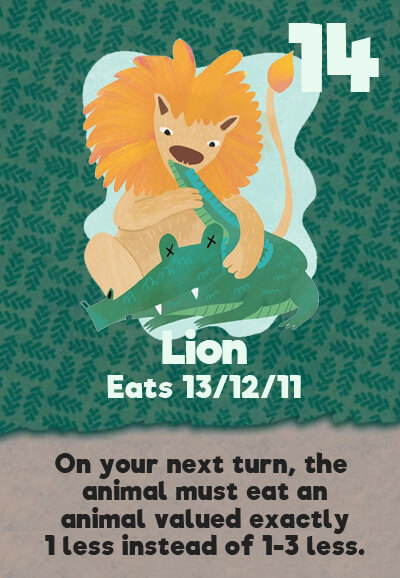 14
Lion
Eats 13/12/11
On your next turn, the
animal must eat an
animal valued exactly
1 less instead of 1-3 less.